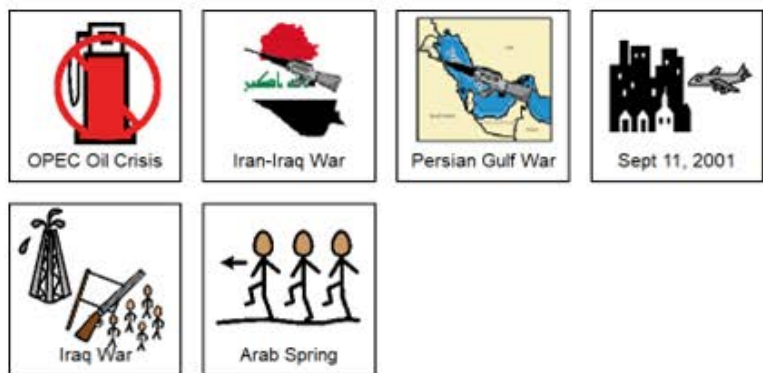 OPEC Oil Crisis
Iran-Iraq War
Persian Gulf War
Sept 11, 2001
Iraq War
Arab Spring